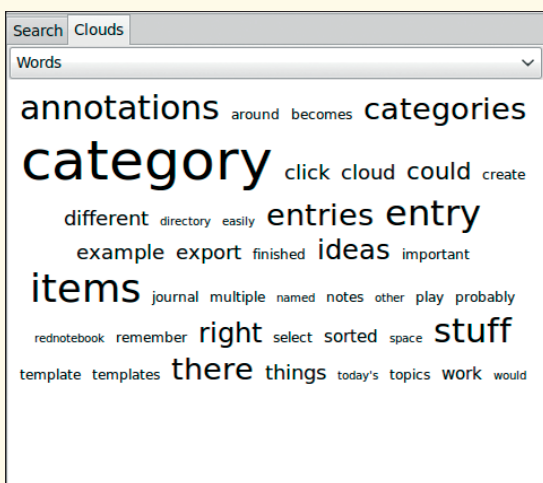 Search Clouds
Words
annotations around becomes categories
category click cloud could create
different directory easily entries entry
example export finished ideas important
items journal multiple named notes other play probably
rednotebook remember right select sorted space stuff
template templates there things today's topics work would